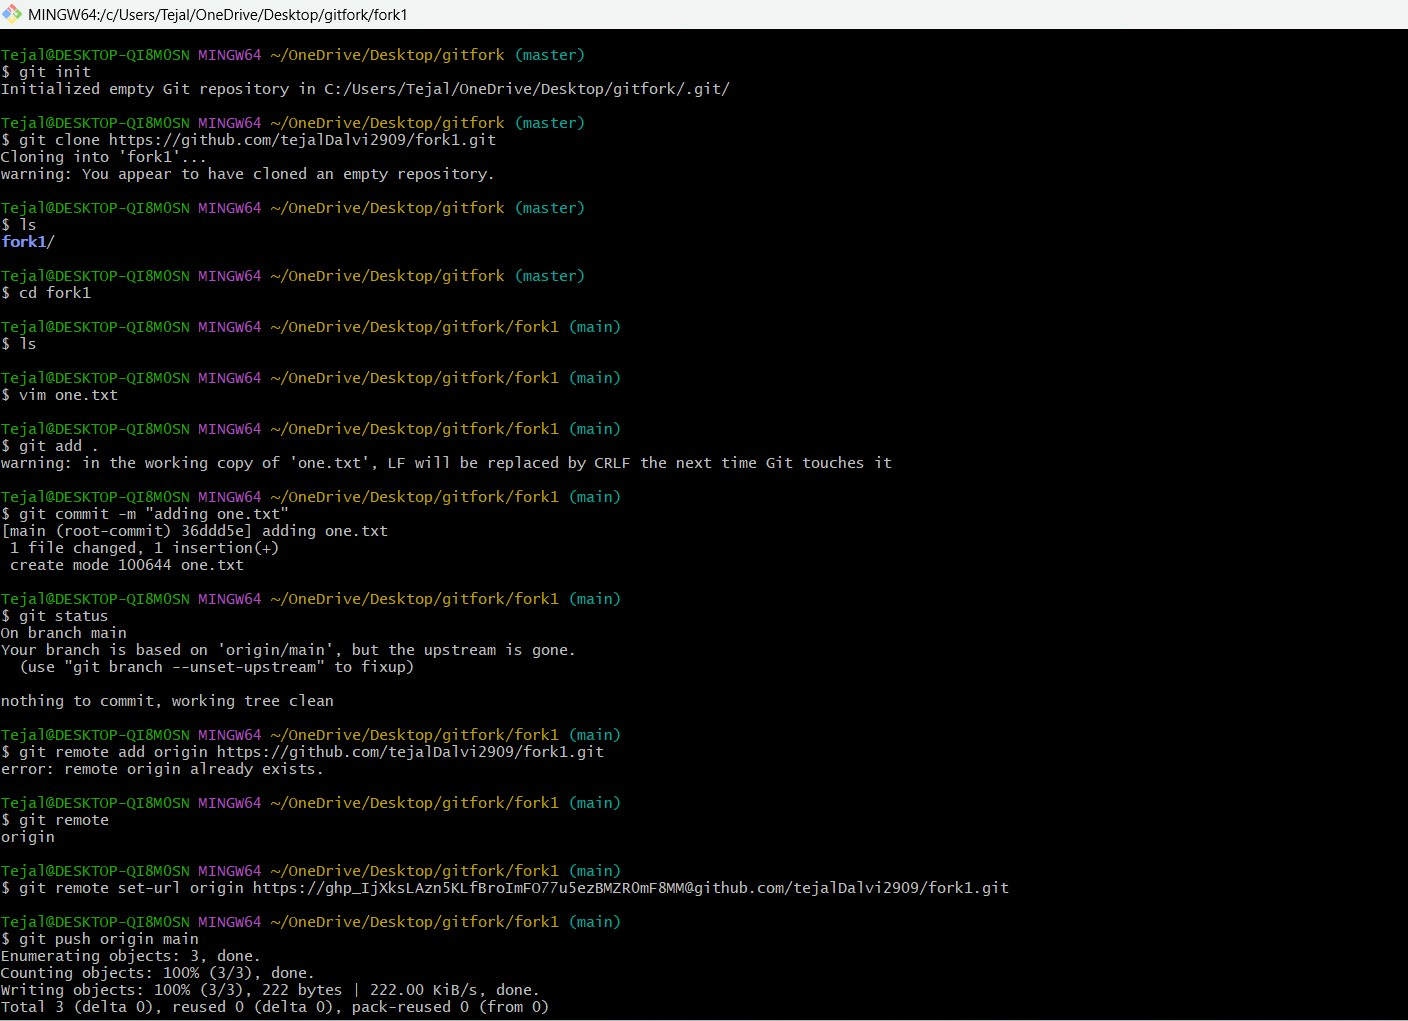 MINGW64:/c/Users/Tejal/OneDrive/Desktop/gitfork/fork1
Tejal@DESKTOP-QI8MOSN MINGW64 ~/OneDrive/Desktop/gitfork (master)
$ git init
Initialized empty Git repository in C:/Users/Tejal/OneDrive/Desktop/gitfork/.git/
Tejal@DESKTOP-QI8MOSN MINGW64 ~/OneDrive/Desktop/gitfork (master)
$ git clone https://github.com/tejalDalvi2909/fork1.git
Cloning into 'fork1'...
warning: You appear to have cloned an empty repository.
Tejal@DESKTOP-QI8MOSN MINGW64 ~/OneDrive/Desktop/gitfork (master)
$ ls
fork1/
Tejal@DESKTOP-QI8MOSN MINGW64 ~/OneDrive/Desktop/gitfork (master)
$ cd fork1
Tejal@DESKTOP-QI8MOSN MINGW64 ~/OneDrive/Desktop/gitfork/fork1 (main)
$ ls
Tejal@DESKTOP-QI8MOSN MINGW64 ~/OneDrive/Desktop/gitfork/fork1 (main)
$ vim one.txt
Tejal@DESKTOP-QI8MOSN MINGW64 ~/OneDrive/Desktop/gitfork/fork1 (main)
$ git add .
warning: in the working copy of 'one.txt', LF will be replaced by CRLF the next time Git touches it
Tejal@DESKTOP-QI8MOSN MINGW64 ~/OneDrive/Desktop/gitfork/fork1 (main)
$ git commit -m "adding one.txt"
[main (root-commit) 36ddd5e] adding one.txt
1 file changed, 1 insertion(+)
create mode 100644 one.txt
Tejal@DESKTOP-QI8MOSN MINGW64 ~/OneDrive/Desktop/gitfork/fork1 (main)
$ git status
On branch main
Your branch is based on 'origin/main', but the upstream is gone.
(use "git branch --unset-upstream" to fixup)
nothing to commit, working tree clean
Tejal@DESKTOP-QI8MOSN MINGW64 ~/OneDrive/Desktop/gitfork/fork1 (main)
$ git remote add origin https://github.com/tejalDalvi2909/fork1.git
error: remote origin already exists.
Tejal@DESKTOP-QI8MOSN MINGW64 ~/OneDrive/Desktop/gitfork/fork1 (main)
$ git remote
origin
Tejal@DESKTOP-QI8MOSN MINGW64 ~/OneDrive/Desktop/gitfork/fork1 (main)
$ git remote set-url origin https://@github.com/tejalDalvi2909/fork1.git
Tejal@DESKTOP-QI8MOSN MINGW64 ~/OneDrive/Desktop/gitfork/fork1 (main)
$ git push origin main
Enumerating objects: 3, done.
Counting objects: 100% (3/3), done.
Writing objects: 100% (3/3), 222 bytes | 222.00 KiB/s, done.
Total 3 (delta 0), reused 0 (delta 0), pack-reused 0 (from 0)